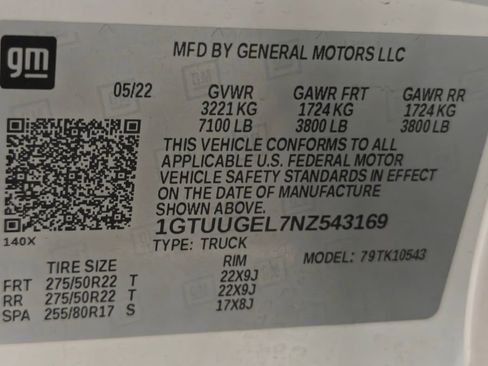 gm
MFD BY GENERAL MOTORS LLC
05/22 GVWR GAWR FRT GAWR RR
3221 KG 1724 KG 1724 KG
7100 LB 3800 LB 3800 LB
THIS VEHICLE CONFORMS TO ALL
APPLICABLE U.S. FEDERAL MOTOR
VEHICLE SAFETY STANDARDS IN EFFECT
ON THE DATE OF MANUFACTURE
SHOWN ABOVE.
1GTUUGEL7NZ543169
140X
TYPE: TRUCK MODEL: 79TK10543
TIRE SIZE RIM
FRT 275/50R22 T 22X9J
RR 275/50R22 T 22X9J
SPA 255/80R17 S 17X8J